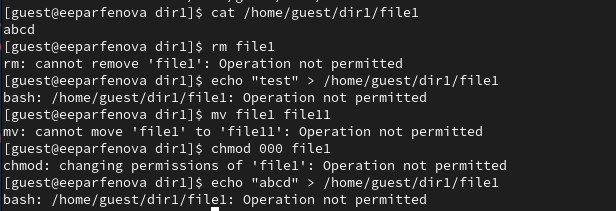 [guest@eeparfenova dir1]$ cat /home/guest/dir1/file1
abcd
[guest@eeparfenova dir1]$ rm file1
rm: cannot remove 'file1': Operation not permitted
[guest@eeparfenova dir1]$ echo "test" > /home/guest/dir1/file1
bash: /home/guest/dir1/file1: Operation not permitted
[guest@eeparfenova dir1]$ mv file1 file11
mv: cannot move 'file1' to 'file11': Operation not permitted
[guest@eeparfenova dir1]$ chmod 000 file1
chmod: changing permissions of 'file1': Operation not permitted
[guest@eeparfenova dir1]$ echo "abcd" > /home/guest/dir1/file1
bash: /home/guest/dir1/file1: Operation not permitted